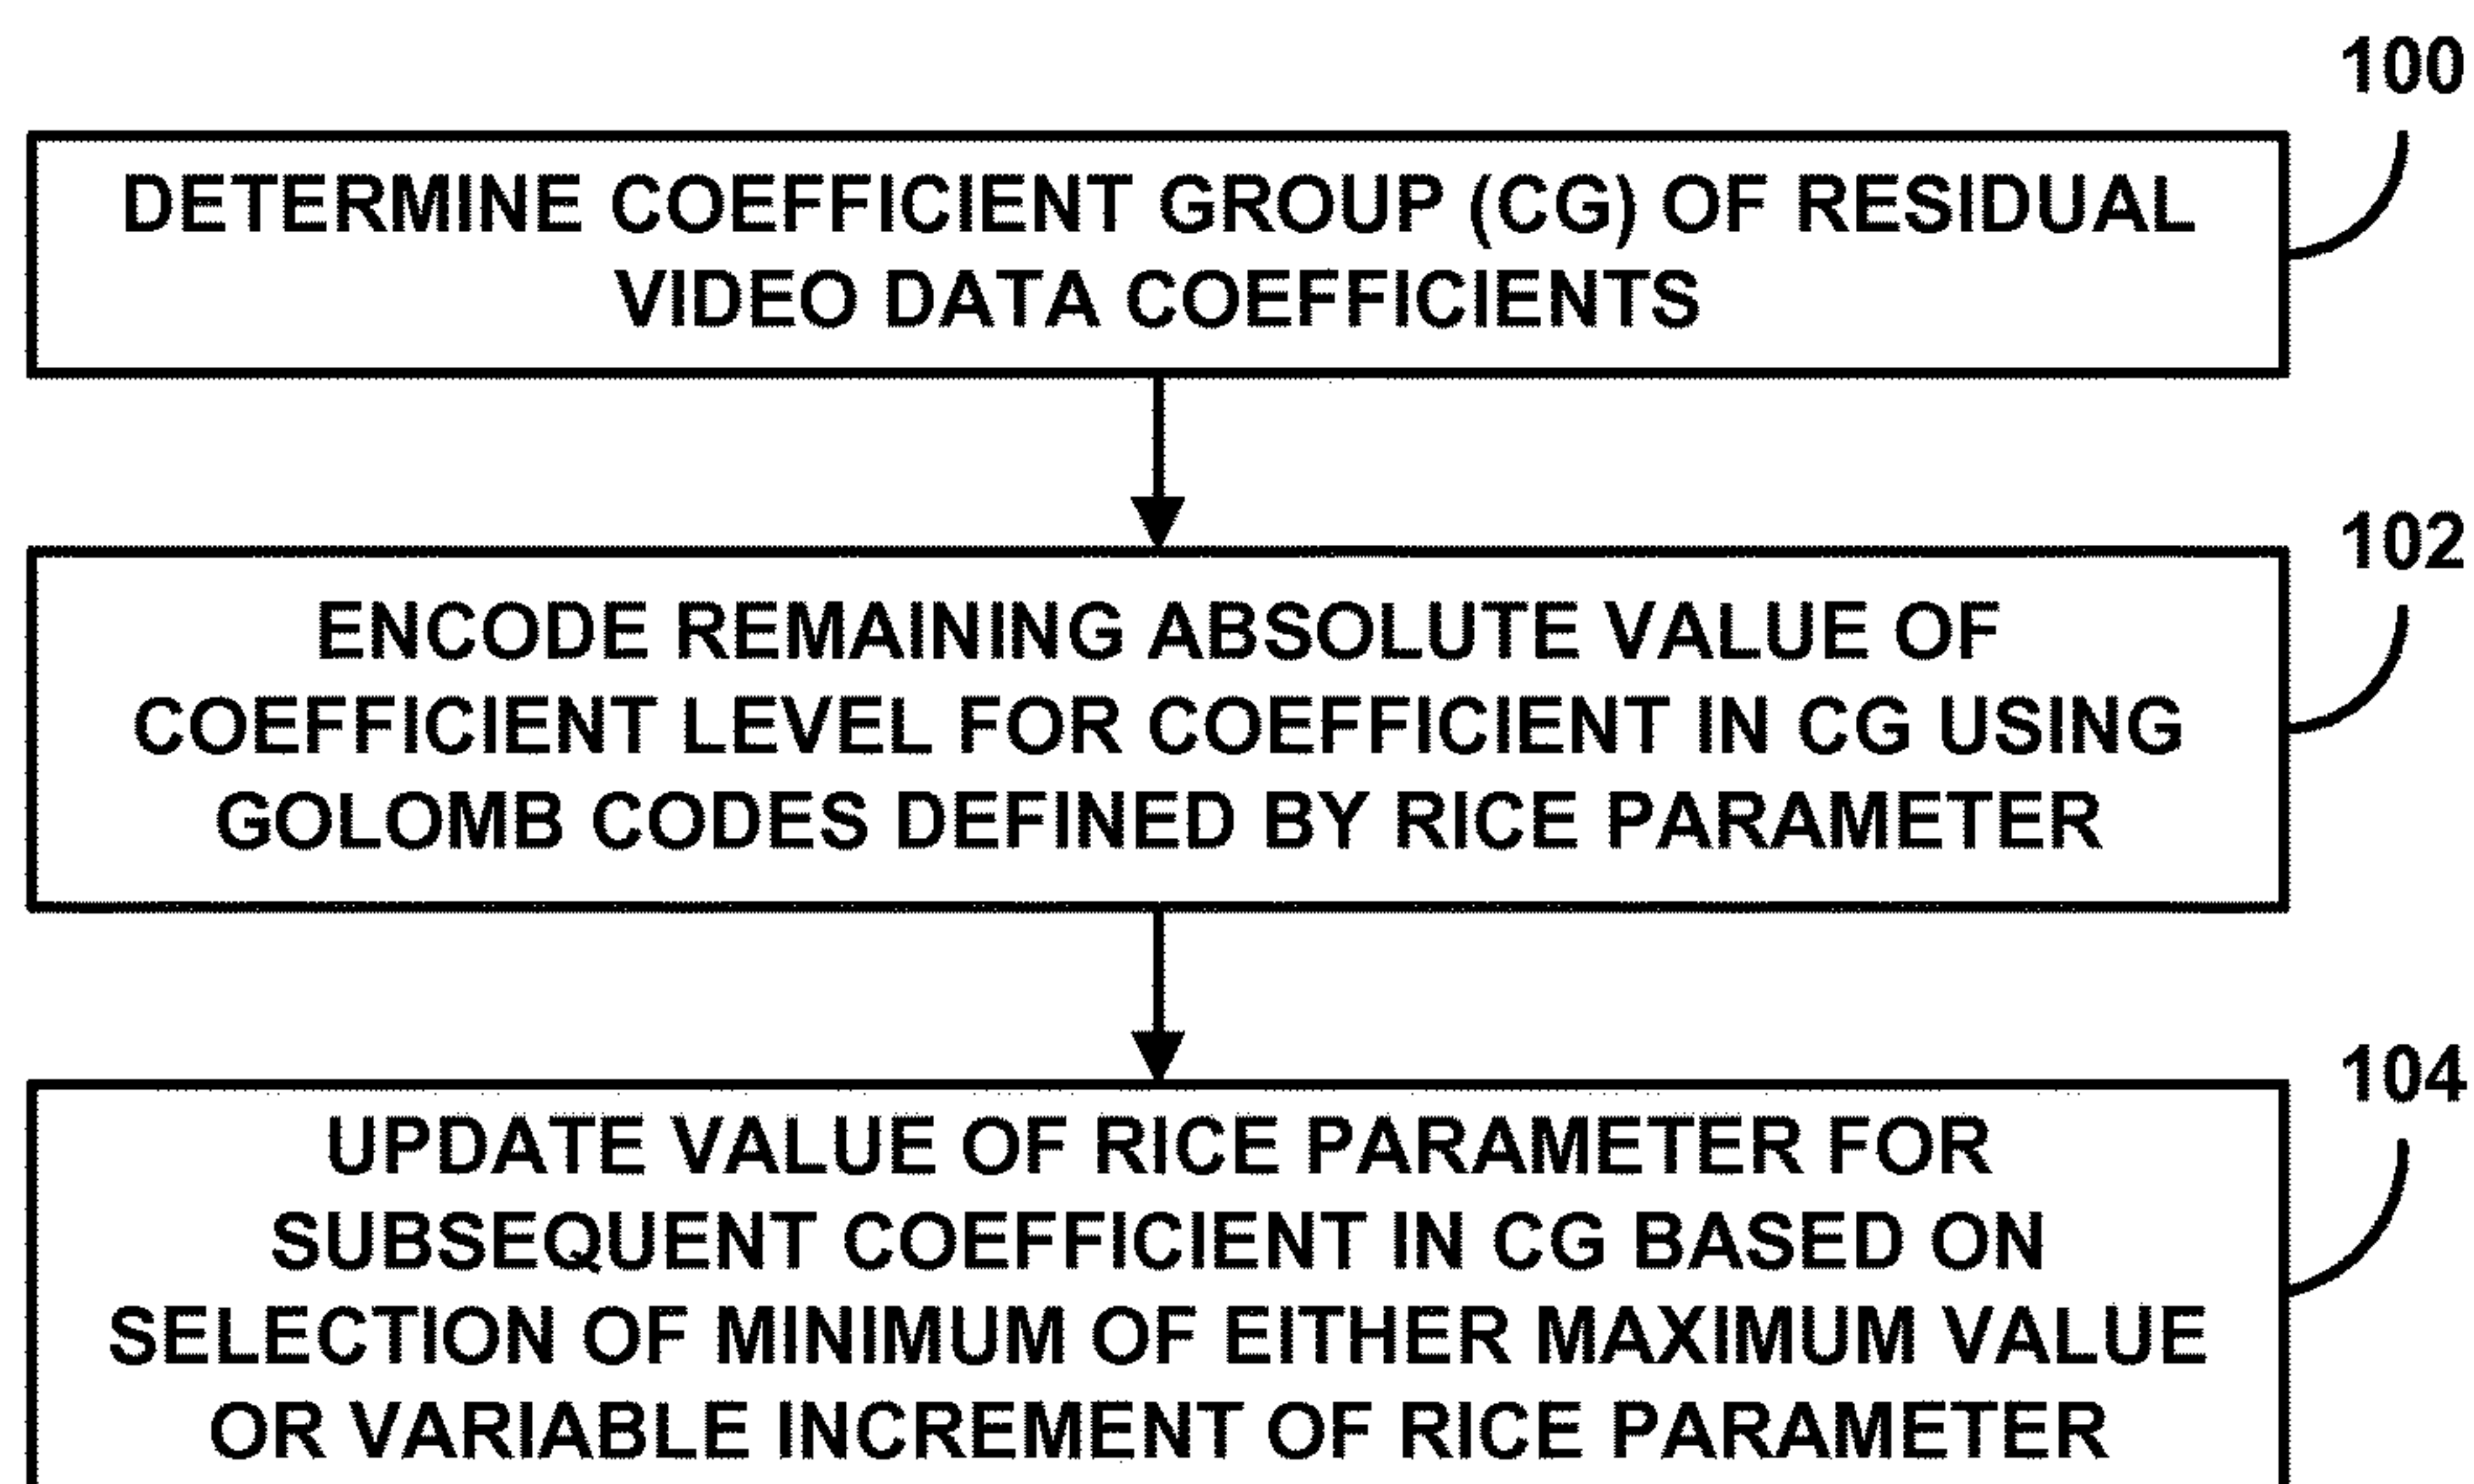 100
DETERMINE COEFFICIENT GROUP (CG) OF RESIDUAL
VIDEO DATA COEFFICIENTS
102
ENCODE REMAINING ABSOLUTE VALUE OF
COEFFICIENT LEVEL FOR COEFFICIENT IN CG USING
GOLOMB CODES DEFINED BY RICE PARAMETER
104
UPDATE VALUE OF RICE PARAMETER FOR
SUBSEQUENT COEFFICIENT IN CG BASED ON
SELECTION OF MINIMUM OF EITHER MAXIMUM VALUE
OR VARIABLE INCREMENT OF RICE PARAMETER